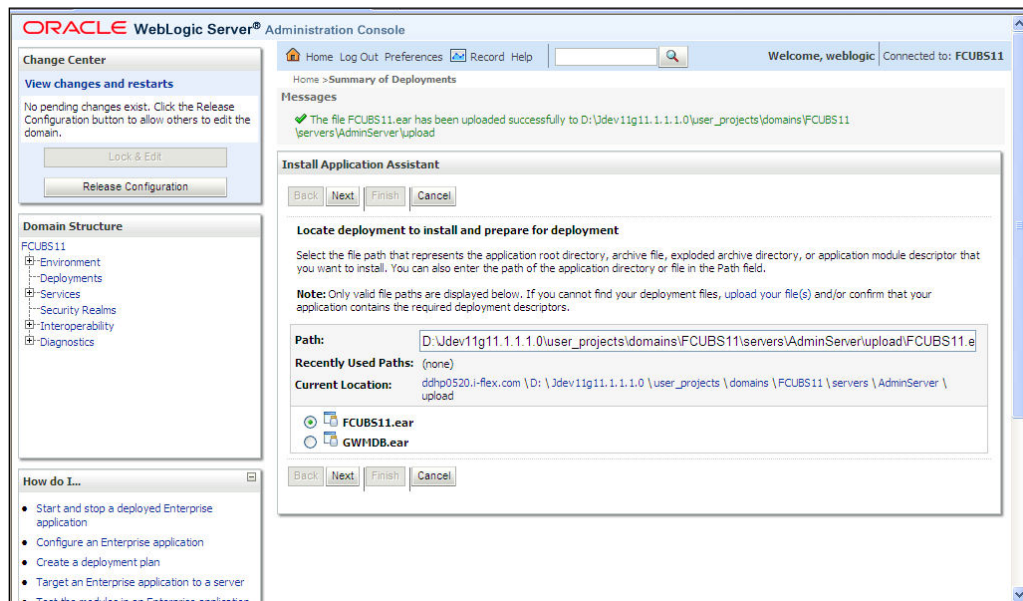 ORACLE WebLogic Server® Administration Console
Change Center
View changes and restarts
No pending changes exist. Click the Release
Configuration button to allow others to edit the
domain.
Lock & Edit
Release Configuration
Domain Structure
FCUBS11
Environment
Deployments
Services
Security Realms
Interoperability
Diagnostics
How do I...
Start and stop a deployed Enterprise
application
Configure an Enterprise application
Create a deployment plan
Target an Enterprise application to a server
Test the modules in an Enterprise application
Home Log Out Preferences Record Help
Welcome, weblogic Connected to: FCUBS11
Home >Summary of Deployments
Messages
The file FCUBS11.ear has been uploaded successfully to D:\Jdev11g11.1.1.1.0\user_projects\domains\FCUBS11
\servers\AdminServer\upload
Install Application Assistant
Back Next Finish Cancel
Locate deployment to install and prepare for deployment
Select the file path that represents the application root directory, archive file, exploded archive directory, or application module descriptor that
you want to install. You can also enter the path of the application directory or file in the Path field.
Note: Only valid file paths are displayed below. If you cannot find your deployment files, upload your file(s) and/or confirm that your
application contains the required deployment descriptors.
Path: D:\Jdev11g11.1.1.1.0\user_projects\domains\FCUBS11\servers\AdminServer\upload\FCUBS11.e
Recently Used Paths: (none)
Current Location: ddhp0520.i-flex.com \D: \Jdev11g11.1.1.1.0 \user_projects \domains \FCUBS11 \servers \AdminServer \
upload
FCUBS11.ear
GWMDB.ear
Back Next Finish Cancel